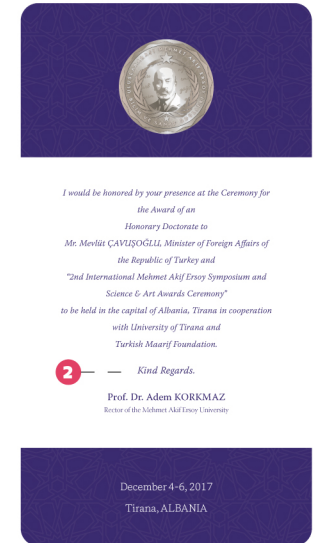 I would be honored by your presence at the Ceremony for
the Award of an
Honorary Doctorate to
Mr. Mevlüt ÇAVUŞOĞLU, Minister of Foreign Affairs of
the Republic of Turkey and
"2nd International Mehmet Akif Ersoy Symposium and
Science & Art Awards Ceremony"
to be held in the capital of Albania, Tirana in cooperation
with University of Tirana and
Turkish Maarif Foundation.
2
Kind Regards.
Prof. Dr. Adem KORKMAZ
Rector of the Mehmet Akif Ersoy University
December 4-6, 2017
Tirana, ALBANIA